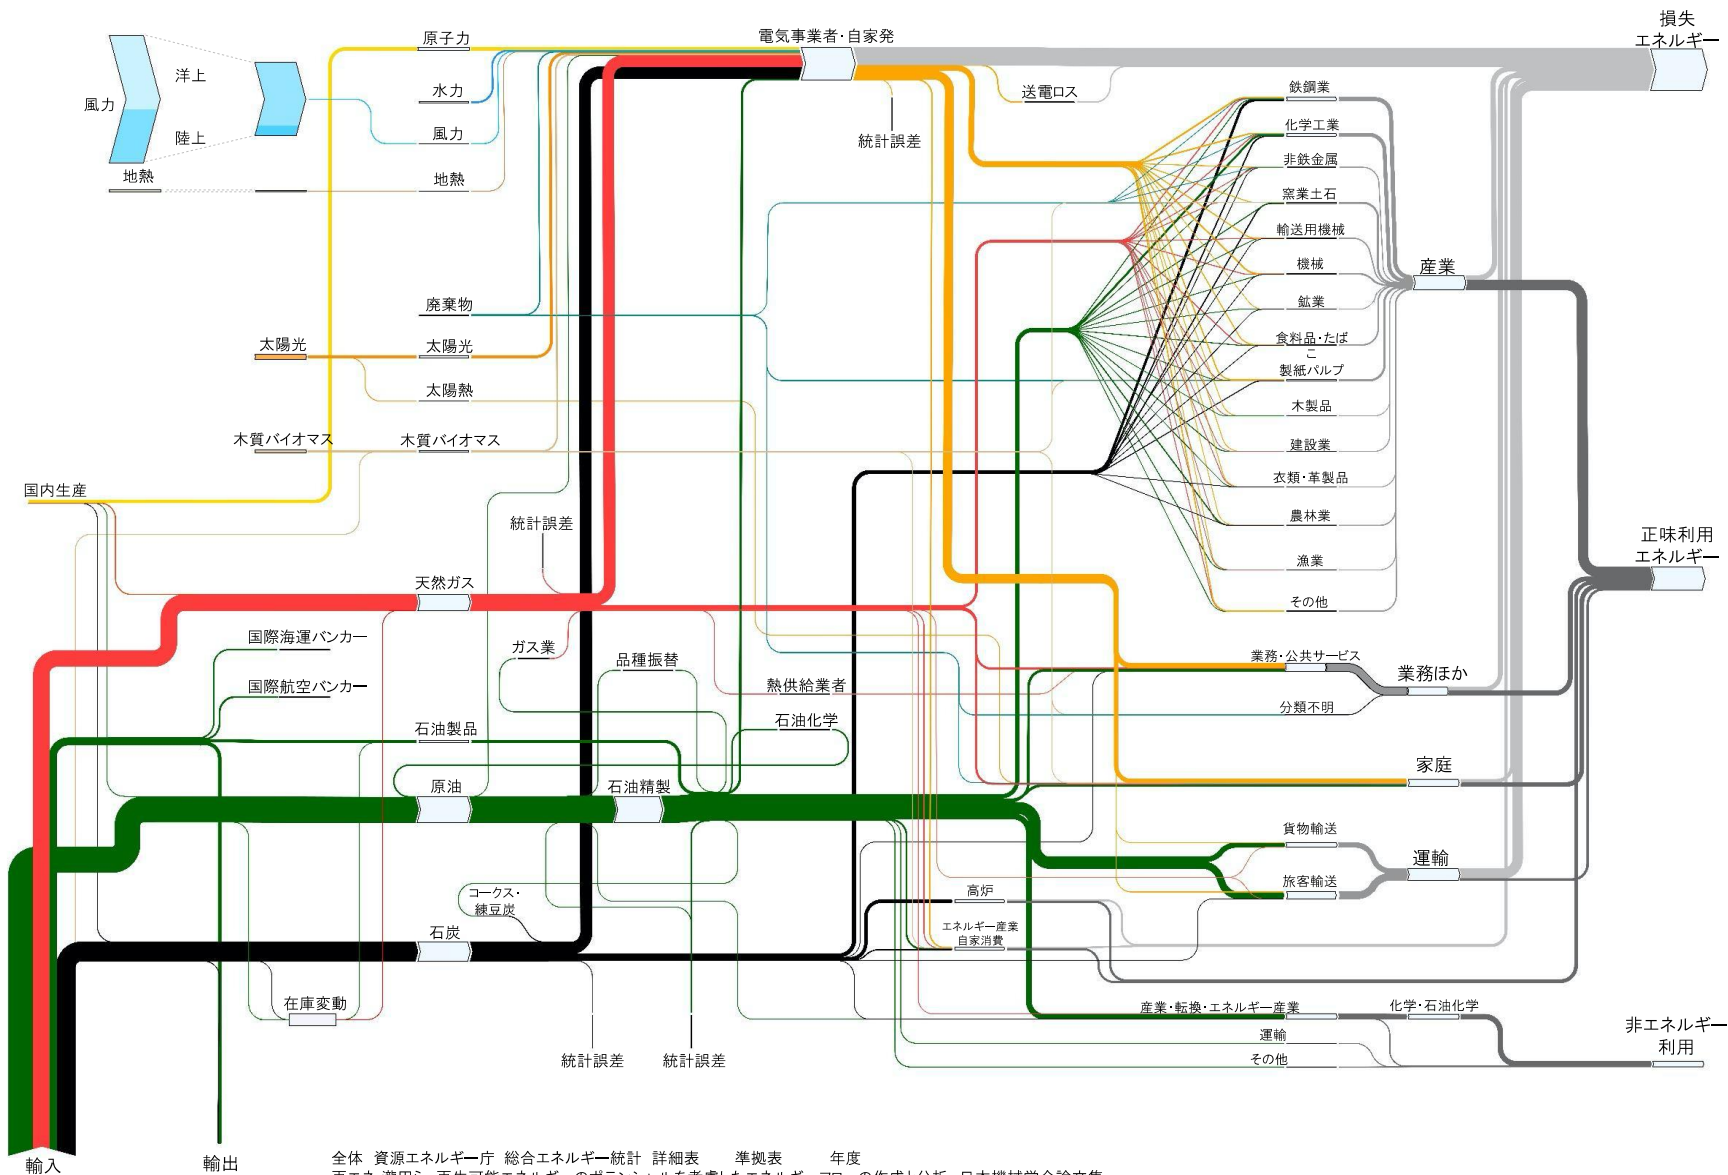 損失
エネルギー
原子力
電気事業者・自家発
洋上
風力
陸上
水力
風力
地熱
地熱
送電ロス
統計誤差
鉄鋼業
化学工業
非鉄金属
窯業土石
輸送用機械
機械
鉱業
食料品・たば
こ
製紙パルプ
木製品
建設業
衣類・革製品
農林業
漁業
その他
産業
廃棄物
太陽光
太陽光
太陽熱
木質バイオマス
木質バイオマス
国内生産
統計誤差
正味利用
エネルギー
天然ガス
国際海運バンカー
国際航空バンカー
ガス業
品種振替
熱供給業者
石油化学
石油製品
原油
石油精製
業務・公共サービス
業務ほか
分類不明
家庭
貨物輸送
運輸
旅客輸送
コークス・
練豆炭
高炉
エネルギー産業
自家消費
石炭
在庫変動
統計誤差
統計誤差
産業・転換・エネルギー産業
化学・石油化学
運輸
その他
非エネルギー
利用
輸入
輸出
全体 資源エネルギー庁 総合エネルギー統計 詳細表 準拠表 年度